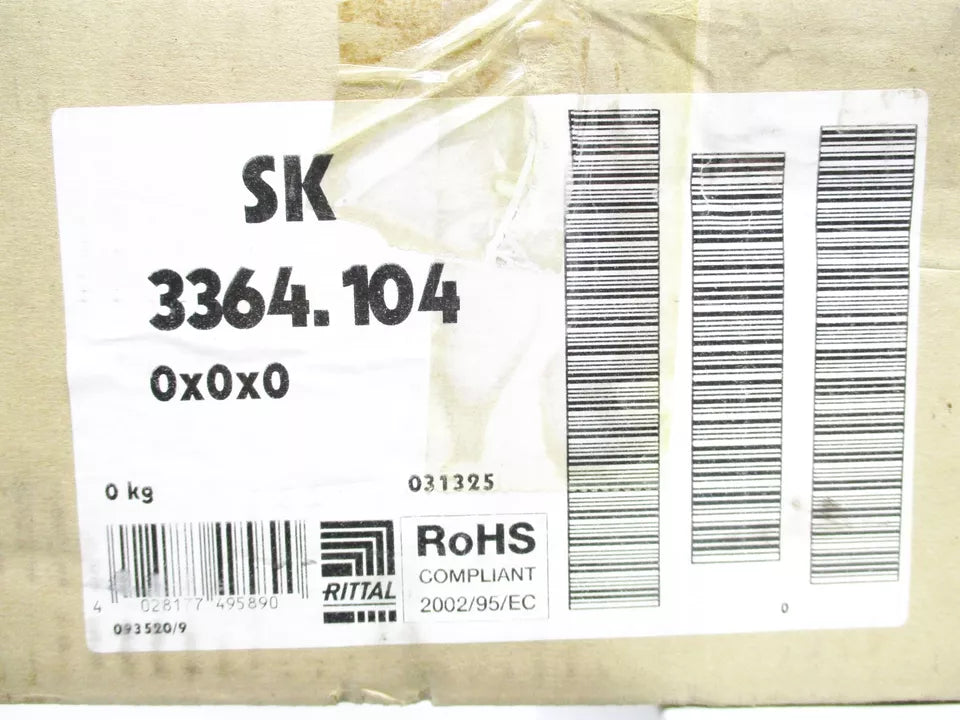 SK
3364.104
0x0x0
0 kg
031325
4 028177 495890
093520/9
RITTAL
RoHS
COMPLIANT
2002/95/EC
0